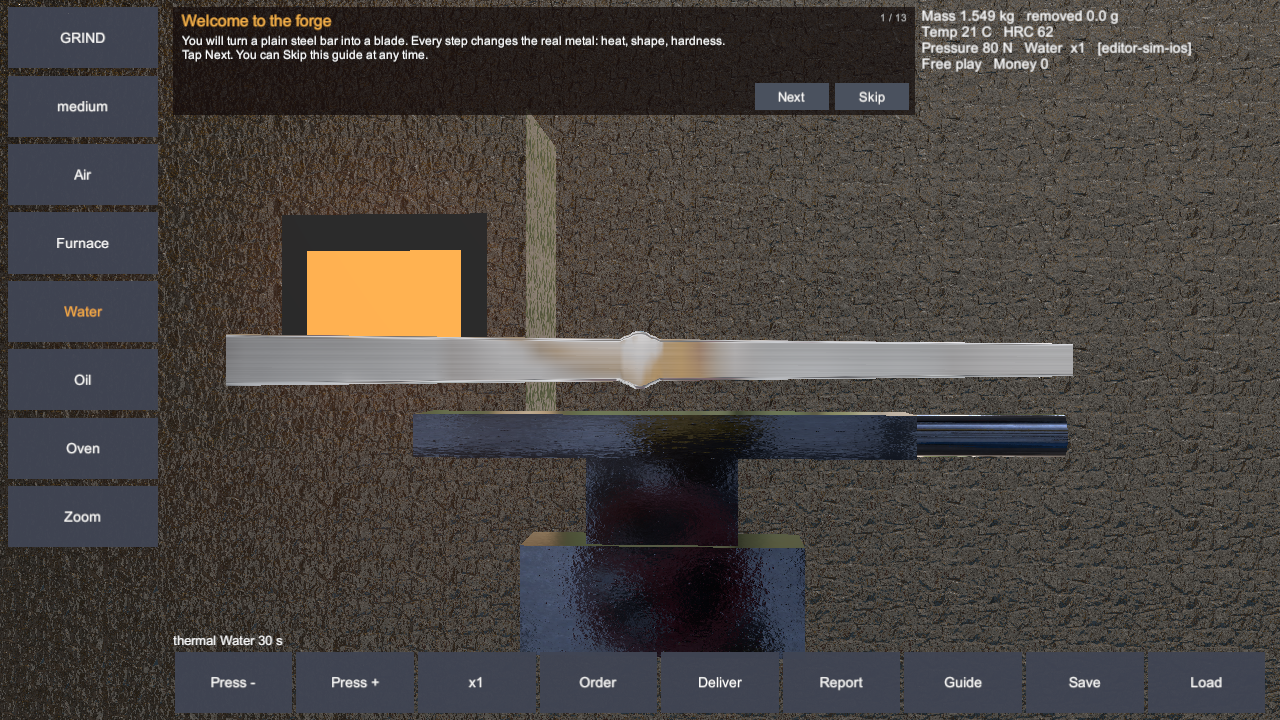 GRIND
medium
Air
Furnace
Water
Oil
Oven
Zoom
Welcome to the forge
1 / 13
You will turn a plain steel bar into a blade. Every step changes the real metal: heat, shape, hardness.
Tap Next. You can Skip this guide at any time.
Next
Skip
Mass 1.549 kg removed 0.0 g
Temp 21 C HRC 62
Pressure 80 N Water x1 [editor-sim-ios]
Free play Money 0
thermal Water 30 s
Press -
Press +
x1
Order
Deliver
Report
Guide
Save
Load